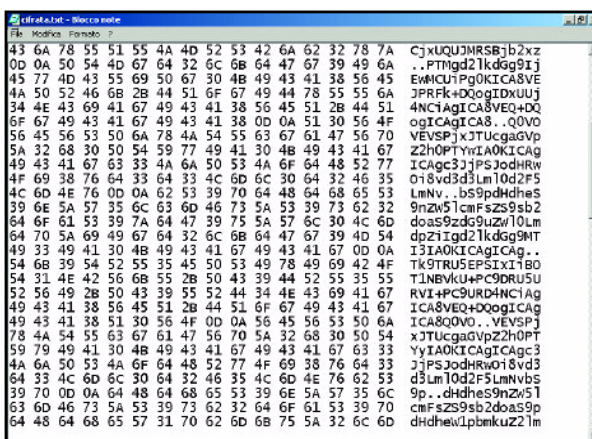 cifrata.txt - Blocco note
File Modifica Formato ?
43 6A 78 55 51 55 4A 4D 52 53 42 6A 62 32 78 7A CjxUQUJMRSBjb2xz
0D 0A 50 54 4D 67 64 32 6C 6B 64 47 67 39 49 6A ..PTMgd2lkdGg9Ij
45 77 4D 43 55 69 50 67 30 4B 49 43 41 38 56 45 EwMCUiPg0KICA8VE
4A 50 52 46 6B 2B 44 51 6F 67 49 44 78 55 55 6A JPRFk+DQogIDxUUj
34 4E 43 69 41 67 49 43 41 38 56 45 51 2B 44 51 4NCiAgICA8VEQ+DQ
6F 67 49 43 41 67 49 43 41 38 0D 0A 51 30 56 4F ogICAgICA8..Q0VO
56 45 56 53 50 6A 78 4A 54 55 63 67 61 47 56 70 VEVSPjxJTUcgaGVp
5A 32 68 30 50 54 59 77 49 41 30 4B 49 43 41 67 Z2h0PTYwIA0KICAg
49 43 41 67 63 33 4A 6A 50 53 4A 6F 64 48 52 77 ICAgc3JjPSJodHRw
4F 69 38 76 64 33 64 33 4C 6D 6C 30 64 32 46 35 Oi8vd3d3Lml0d2F5
4C 6D 4E 76 0D 0A 62 53 39 70 64 48 64 68 65 53 LmNv..bS9pdHdheS
39 6E 5A 57 35 6C 63 6D 46 73 5A 53 39 73 62 32 9nZW5lcmFsZS9sb2
64 6F 61 53 39 7A 64 47 39 75 5A 57 6C 30 4C 6D doaS9zdG9uZWl0Lm
64 70 5A 69 49 67 64 32 6C 6B 64 47 67 39 4D 54 dpZiIgd2lkdGg9MT
49 33 49 41 30 4B 49 43 41 67 49 43 41 67 0D 0A I3IA0KICAgICAg..
54 6B 39 54 52 55 35 45 50 53 49 78 49 69 42 4F Tk9TRU5EPSIxIiBO
54 31 4E 42 56 6B 55 2B 50 43 39 44 52 55 35 55 T1NBVkU+PC9DRU5U
52 56 49 2B 50 43 39 55 52 44 34 4E 43 69 41 67 RVI+PC9URD4NCiAg
49 43 41 38 56 45 51 2B 44 51 6F 67 49 43 41 67 ICA8VEQ+DQogICAg
49 43 41 38 51 30 56 4F 0D 0A 56 45 56 53 50 6A ICA8Q0VO..VEVSPj
78 4A 54 55 63 67 61 47 56 70 5A 32 68 30 50 54 xJTUcgaGVpZ2h0PT
59 79 49 41 30 4B 49 43 41 67 49 43 41 67 63 33 YyIA0KICAgICAgc3
4A 6A 50 53 4A 6F 64 48 52 77 4F 69 38 76 64 33 JjPSJodHRwOi8vd3
64 33 4C 6D 6C 30 64 32 46 35 4C 6D 4E 76 62 53 d3Lml0d2F5LmNvbS
39 70 0D 0A 64 48 64 68 65 53 39 6E 5A 57 35 6C 9p..dHdheS9nZW5l
63 6D 46 73 5A 53 39 73 62 32 64 6F 61 53 39 70 cmFsZS9sb2doaS9p
64 48 64 68 65 57 31 70 62 6D 6B 75 5A 32 6C 6D dHdheW1pbmkuZ2lm